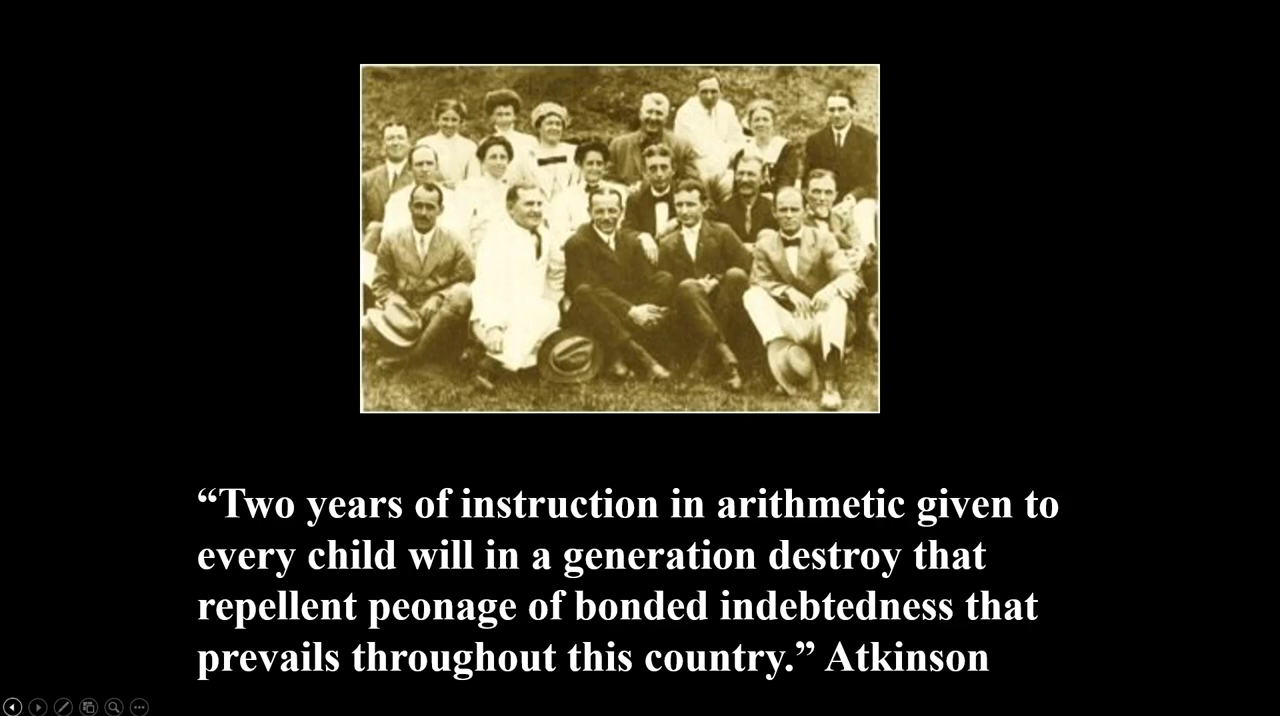 “Two years of instruction in arithmetic given to
every child will in a generation destroy that
repellent peonage of bonded indebtedness that
prevails throughout this country.” Atkinson